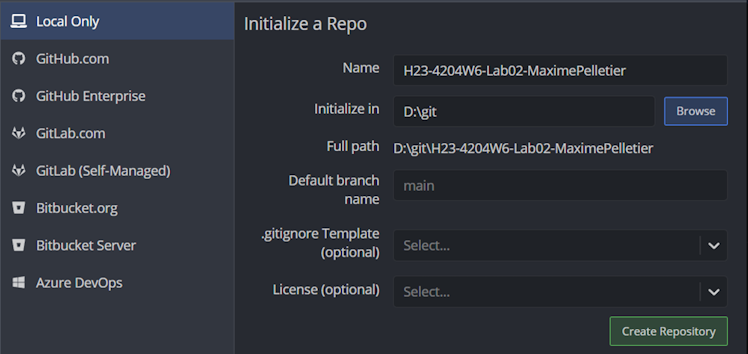 Local Only
GitHub.com
GitHub Enterprise
GitLab.com
GitLab (Self-Managed)
Bitbucket.org
Bitbucket Server
Azure DevOps
Initialize a Repo
Name H23-4204W6-Lab02-MaximePelletier
Initialize in D:\git Browse
Full path D:\git\H23-4204W6-Lab02-MaximePelletier
Default branch
name main
.gitignore Template
(optional) Select...
License (optional) Select...
Create Repository